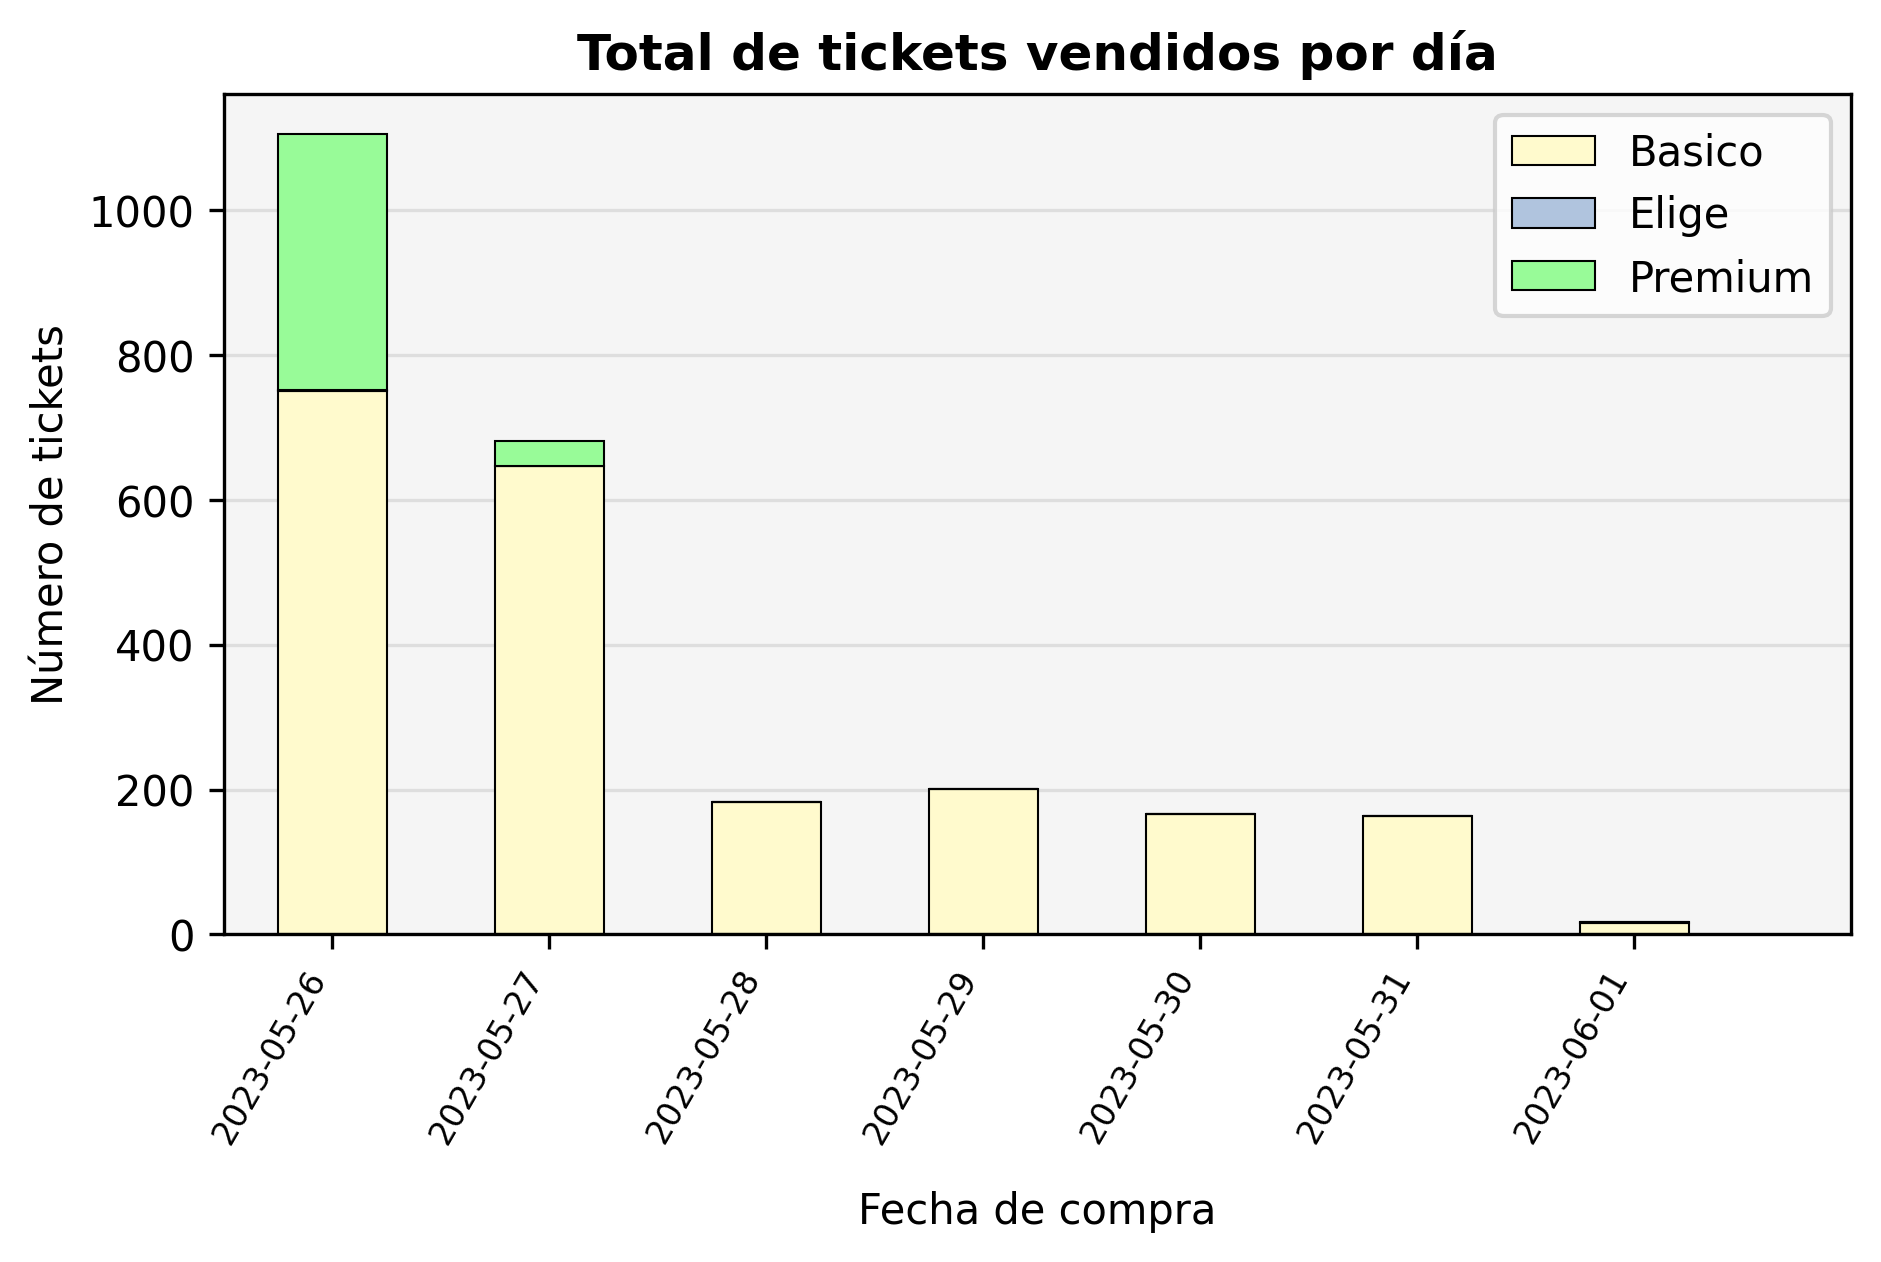 Total de tickets vendidos por día
Basico
Elige
Premium
Número de tickets
1000
800
600
400
200
0
2023-05-26
2023-05-27
2023-05-28
2023-05-29
2023-05-30
2023-05-31
2023-06-01
Fecha de compra